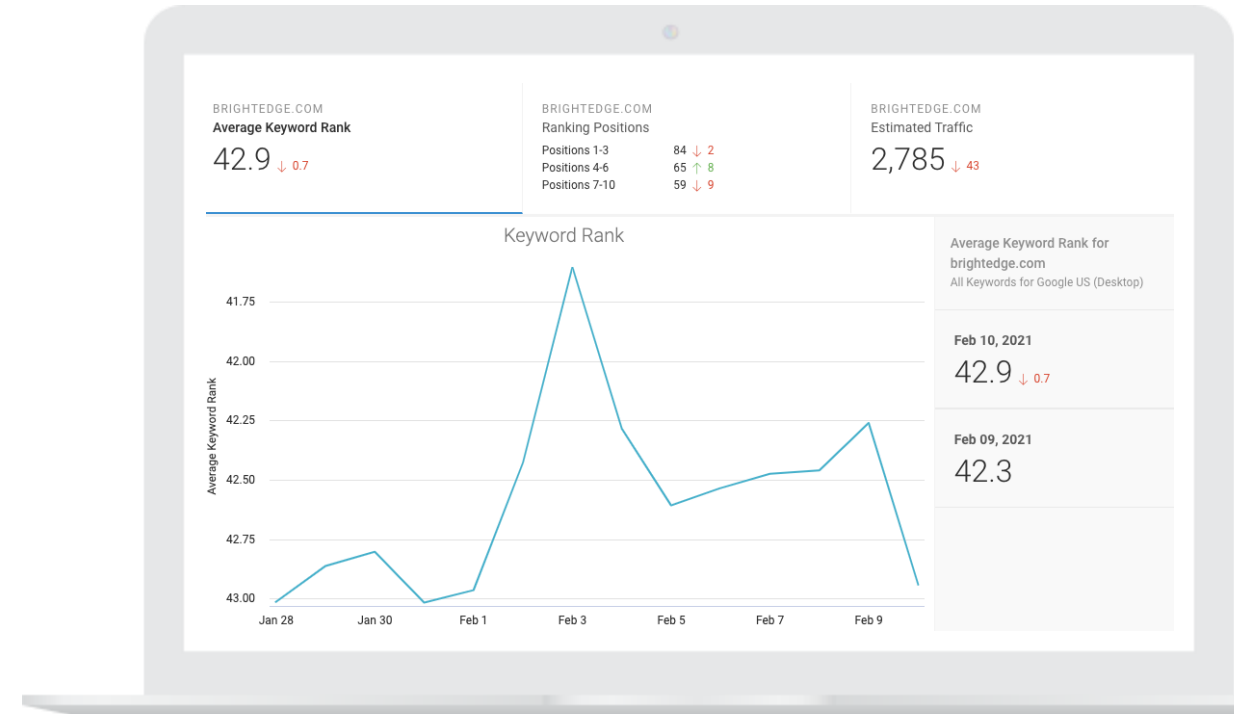 BRIGHTEDGE.COM
Average Keyword Rank
42.9 ↓ 0.7
BRIGHTEDGE.COM
Ranking Positions
Positions 1-3 84 ↓ 2
Positions 4-6 65 ↑ 8
Positions 7-10 59 ↓ 9
BRIGHTEDGE.COM
Estimated Traffic
2,785 ↓ 43
Keyword Rank
Average Keyword Rank
41.75
42.00
42.25
42.50
42.75
43.00
Jan 28 Jan 30 Feb 1 Feb 3 Feb 5 Feb 7 Feb 9
Average Keyword Rank for
brightedge.com
All Keywords for Google US (Desktop)
Feb 10, 2021
42.9 ↓ 0.7
Feb 09, 2021
42.3